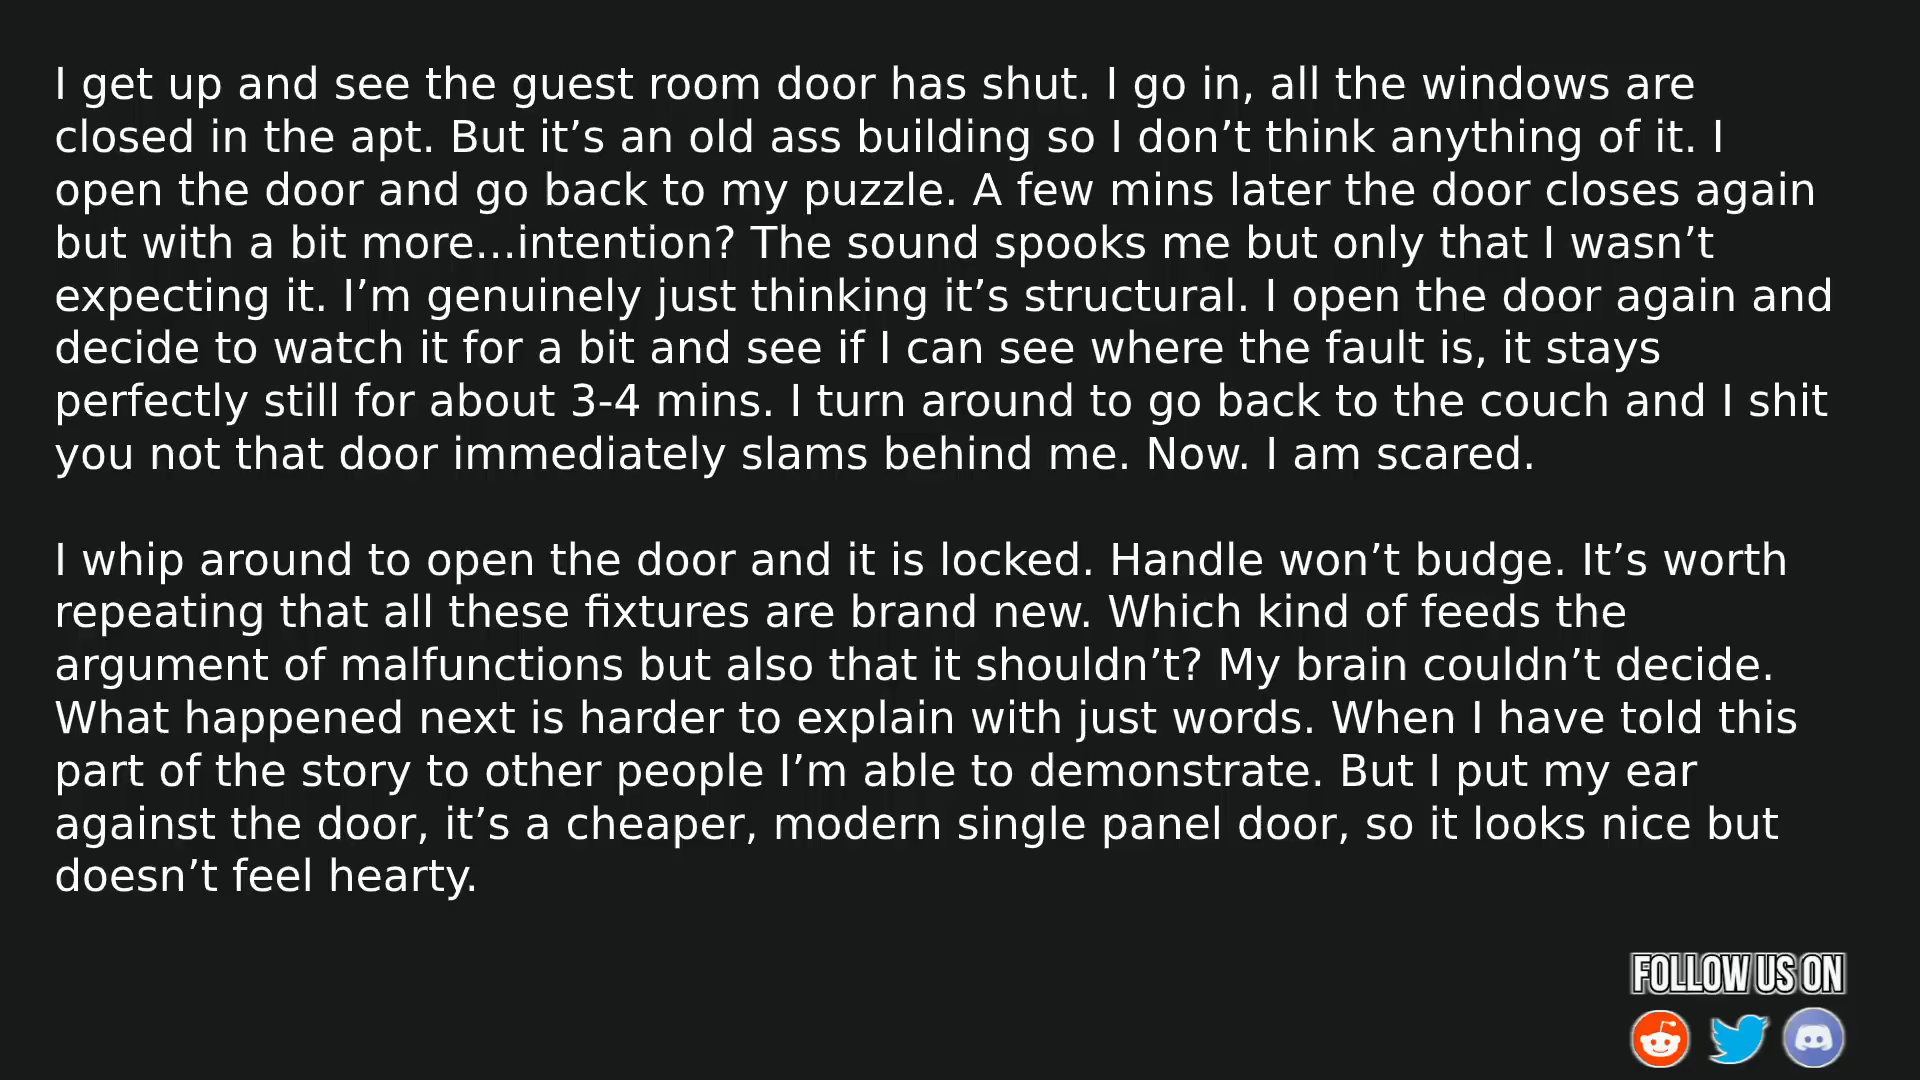 I get up and see the guest room door has shut. I go in, all the windows are
closed in the apt. But it’s an old ass building so I don’t think anything of it. I
open the door and go back to my puzzle. A few mins later the door closes again
but with a bit more...intention? The sound spooks me but only that I wasn’t
expecting it. I’m genuinely just thinking it’s structural. I open the door again and
decide to watch it for a bit and see if I can see where the fault is, it stays
perfectly still for about 3-4 mins. I turn around to go back to the couch and I shit
you not that door immediately slams behind me. Now. I am scared.
I whip around to open the door and it is locked. Handle won’t budge. It’s worth
repeating that all these fixtures are brand new. Which kind of feeds the
argument of malfunctions but also that it shouldn’t? My brain couldn’t decide.
What happened next is harder to explain with just words. When I have told this
part of the story to other people I’m able to demonstrate. But I put my ear
against the door, it’s a cheaper, modern single panel door, so it looks nice but
doesn’t feel hearty.
FOLLOW US ON